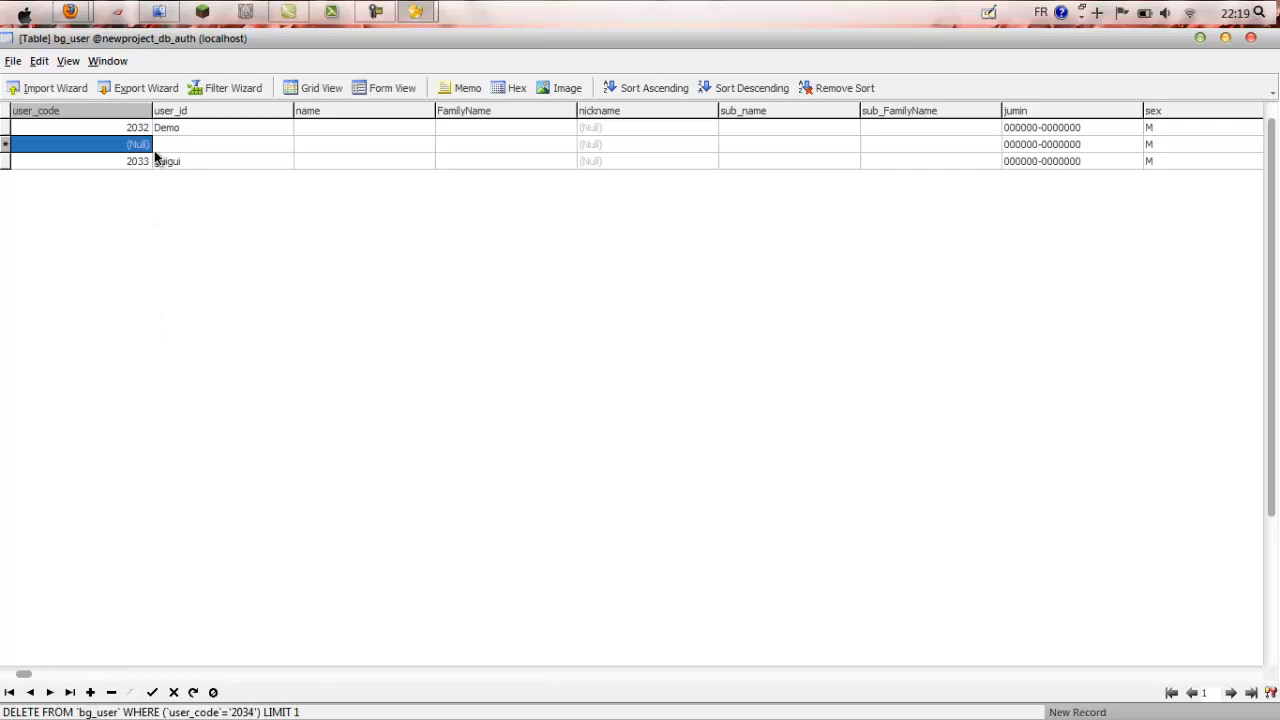 FR 22:19
[Table] bg_user @newproject_db_auth (localhost)
File Edit View Window
Import Wizard Export Wizard Filter Wizard Grid View Form View Memo Hex Image Sort Ascending Sort Descending Remove Sort
user_code user_id name FamilyName nickname sub_name sub_FamilyName jumin sex
2032 Demo (Null) 000000-0000000 M
* (Null) (Null) 000000-0000000 M
2033 (Null) 000000-0000000 M
1
DELETE FROM `bg_user` WHERE (`user_code`='2034') LIMIT 1 New Record